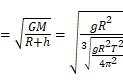 = √(GM/(R+h)) = √(gR²/∛(gR²T²/4π²))